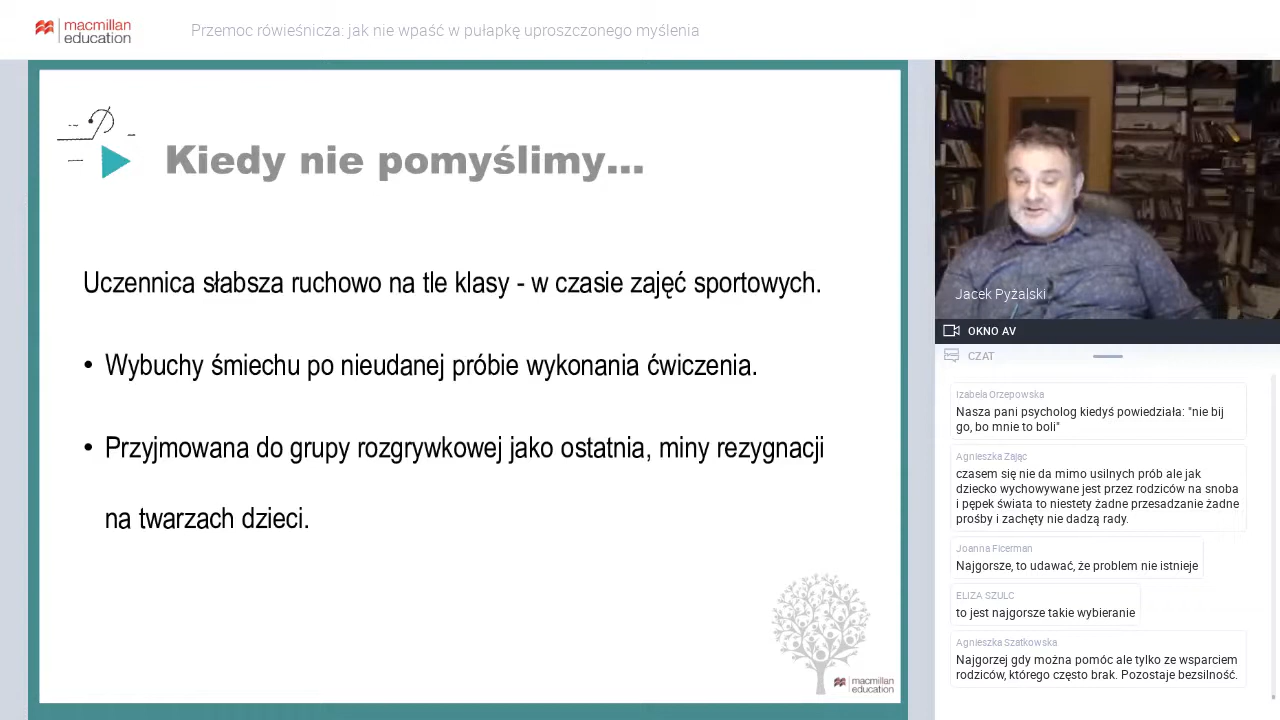 macmillan
education
Przemoc rówieśnicza: jak nie wpaść w pułapkę uproszczonego myślenia
Kiedy nie pomyślimy...
Uczennica słabsza ruchowo na tle klasy - w czasie zajęć sportowych.
• Wybuchy śmiechu po nieudanej próbie wykonania ćwiczenia.
• Przyjmowana do grupy rozgrywkowej jako ostatnia, miny rezygnacji
na twarzach dzieci.
macmillan
education
Jacek Pyżalski
OKNO AV
CZAT
Izabela Orzepowska
Nasza pani psycholog kiedyś powiedziała: "nie bij
go, bo mnie to boli"
Agnieszka Zając
czasem się nie da mimo usilnych prób ale jak
dziecko wychowywane jest przez rodziców na snoba
i pępek świata to niestety żadne przesadzanie żadne
prośby i zachęty nie dadzą rady.
Joanna Ficerman
Najgorsze, to udawać, że problem nie istnieje
ELIZA SZULC
to jest najgorsze takie wybieranie
Agnieszka Szatkowska
Najgorzej gdy można pomóc ale tylko ze wsparciem
rodziców, którego często brak. Pozostaje bezsilność.